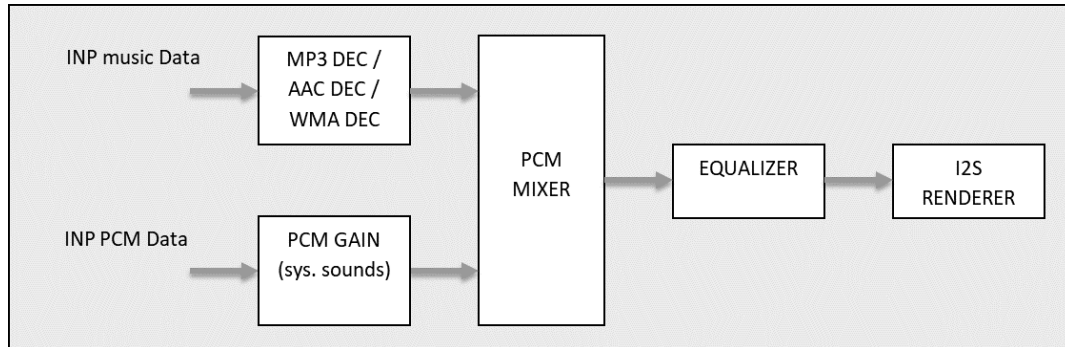 INP music Data
MP3 DEC /
AAC DEC /
WMA DEC
INP PCM Data
PCM GAIN
(sys. sounds)
PCM
MIXER
EQUALIZER
I2S
RENDERER